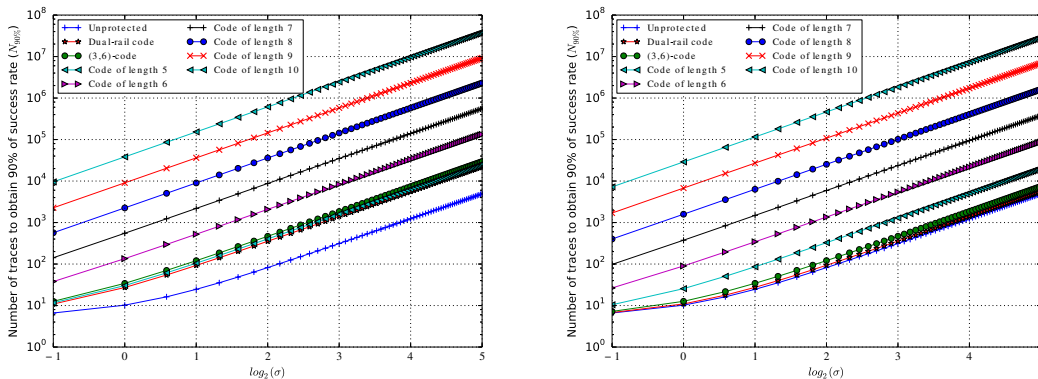 Number of traces to obtain 90% of success rate (N90%)
10^8
10^7
10^6
10^5
10^4
10^3
10^2
10^1
10^0
Unprotected
Dual-rail code
(3,6)-code
Code of length 5
Code of length 6
Code of length 7
Code of length 8
Code of length 9
Code of length 10
−1 0 1 2 3 4 5
log2(σ)
Number of traces to obtain 90% of success rate (N90%)
10^8
10^7
10^6
10^5
10^4
10^3
10^2
10^1
10^0
Unprotected
Dual-rail code
(3,6)-code
Code of length 5
Code of length 6
Code of length 7
Code of length 8
Code of length 9
Code of length 10
−1 0 1 2 3 4
log2(σ)